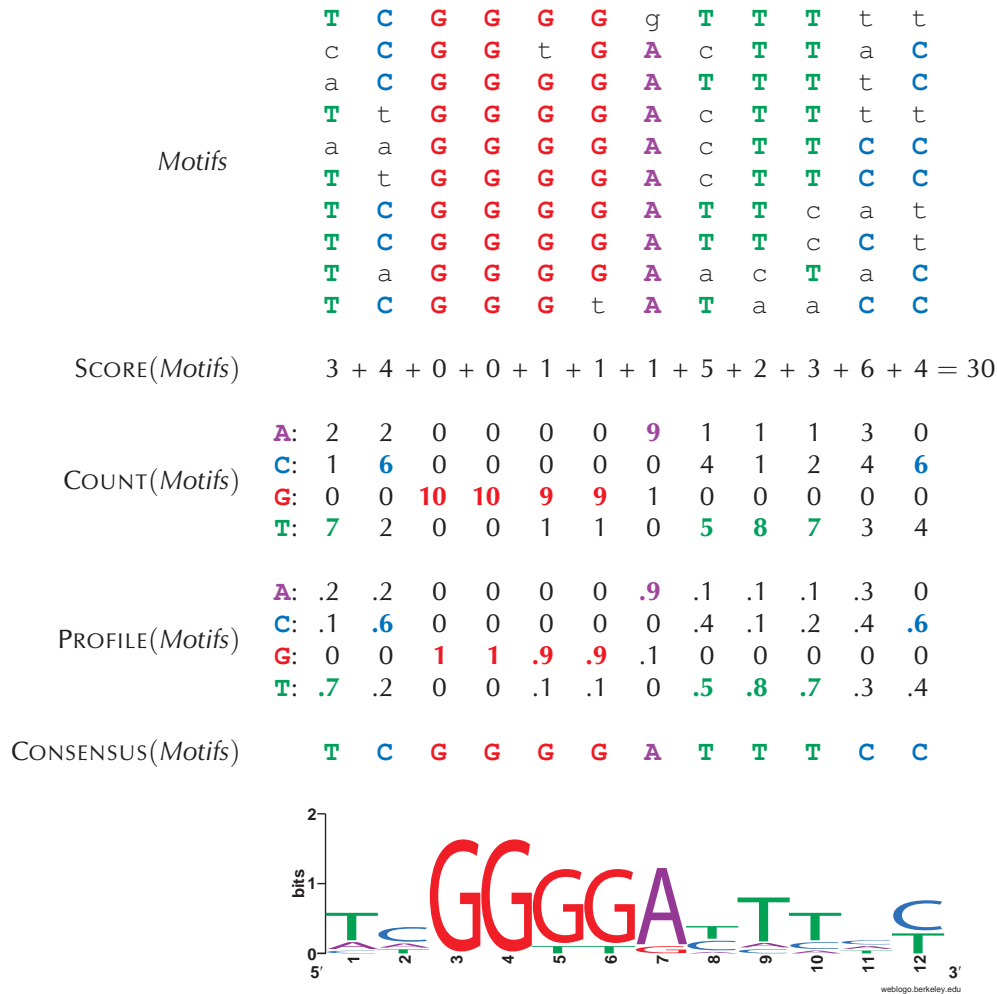 T C G G G G g T T T t t
c C G G t G A c T T a C
a C G G G G A T T T t C
T t G G G G A c T T t t
a a G G G G A c T T C C
Motifs
T t G G G G A c T T C C
T C G G G G A T T c a t
T C G G G G A T T c C t
T a G G G G A a c T a C
T C G G G t A T a a C C
SCORE(Motifs) 3 + 4 + 0 + 0 + 1 + 1 + 1 + 5 + 2 + 3 + 6 + 4 = 30
A: 2 2 0 0 0 0 9 1 1 1 3 0
C: 1 6 0 0 0 0 0 4 1 2 4 6
COUNT(Motifs)
G: 0 0 10 10 9 9 1 0 0 0 0 0
T: 7 2 0 0 1 1 0 5 8 7 3 4
A: .2 .2 0 0 0 0 .9 .1 .1 .1 .3 0
C: .1 .6 0 0 0 0 0 .4 .1 .2 .4 .6
PROFILE(Motifs)
G: 0 0 1 1 .9 .9 .1 0 0 0 0 0
T: .7 .2 0 0 .1 .1 0 .5 .8 .7 .3 .4
CONSENSUS(Motifs) T C G G G G A T T T C C
2
1
bits
0
T C G G G G A T T T C C
A A T T G C A C A T
C T C C A
1 2 3 4 5 6 7 8 9 10 11 12
5′ 3′
weblogo.berkeley.edu